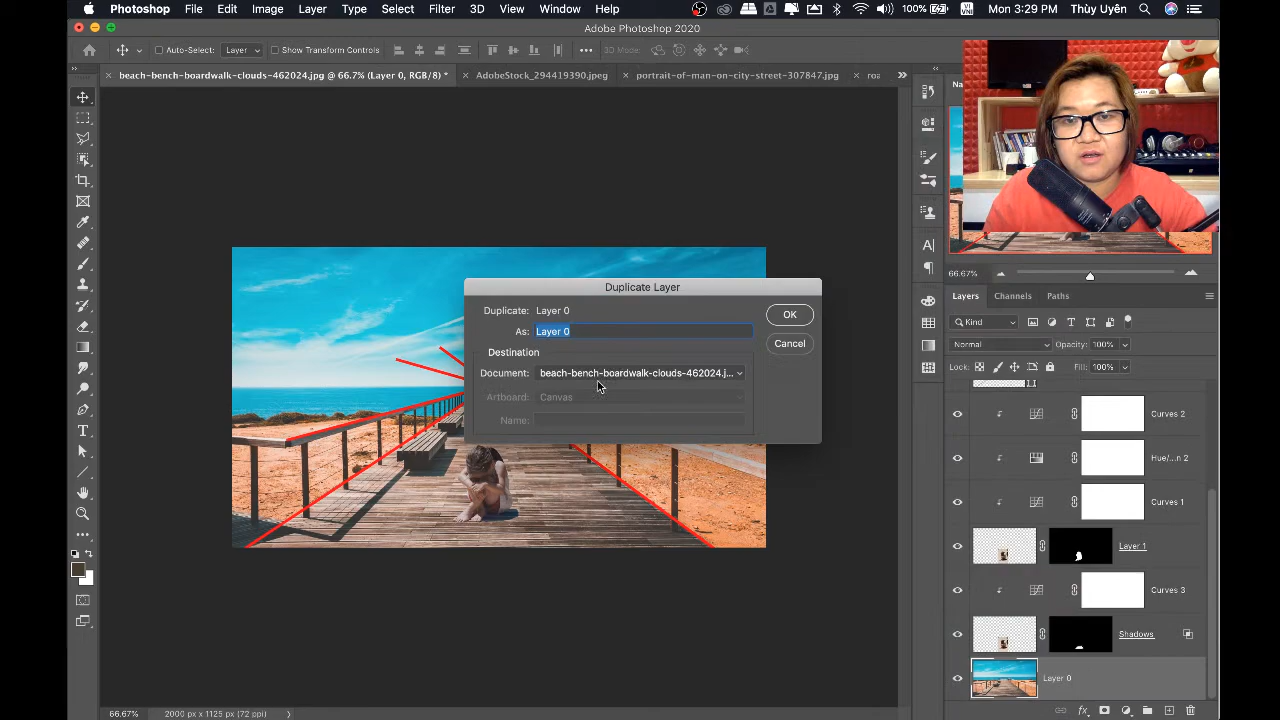 Photoshop File Edit Image Layer Type Select Filter 3D View Window Help 100% VI VNI Mon 3:29 PM Thùy Uyên
Adobe Photoshop 2020
Auto-Select: Layer Show Transform Controls 3D Mode:
beach-bench-boardwalk-clouds-462024.jpg @ 66.7% (Layer 0, RGB/8) * AdobeStock_294419390.jpeg portrait-of-man-on-city-street-307847.jpg
Duplicate Layer
Duplicate: Layer 0
As: Layer 0
Destination
Document: beach-bench-boardwalk-clouds-462024.j...
Artboard: Canvas
Name:
OK
Cancel
66.67%
Layers Channels Paths
Kind
Normal Opacity: 100%
Lock: Fill: 100%
Curves 2
Hue/...n 2
Curves 1
Layer 1
Curves 3
Shadows
Layer 0
66.67% 2000 px x 1125 px (72 ppi)